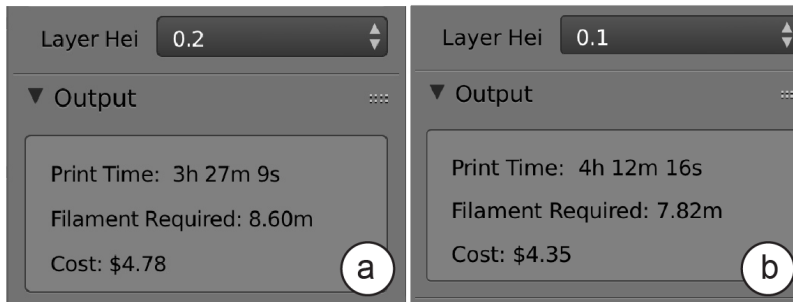 Layer Hei 0.2
Output
Print Time: 3h 27m 9s
Filament Required: 8.60m
Cost: $4.78
a
Layer Hei 0.1
Output
Print Time: 4h 12m 16s
Filament Required: 7.82m
Cost: $4.35
b